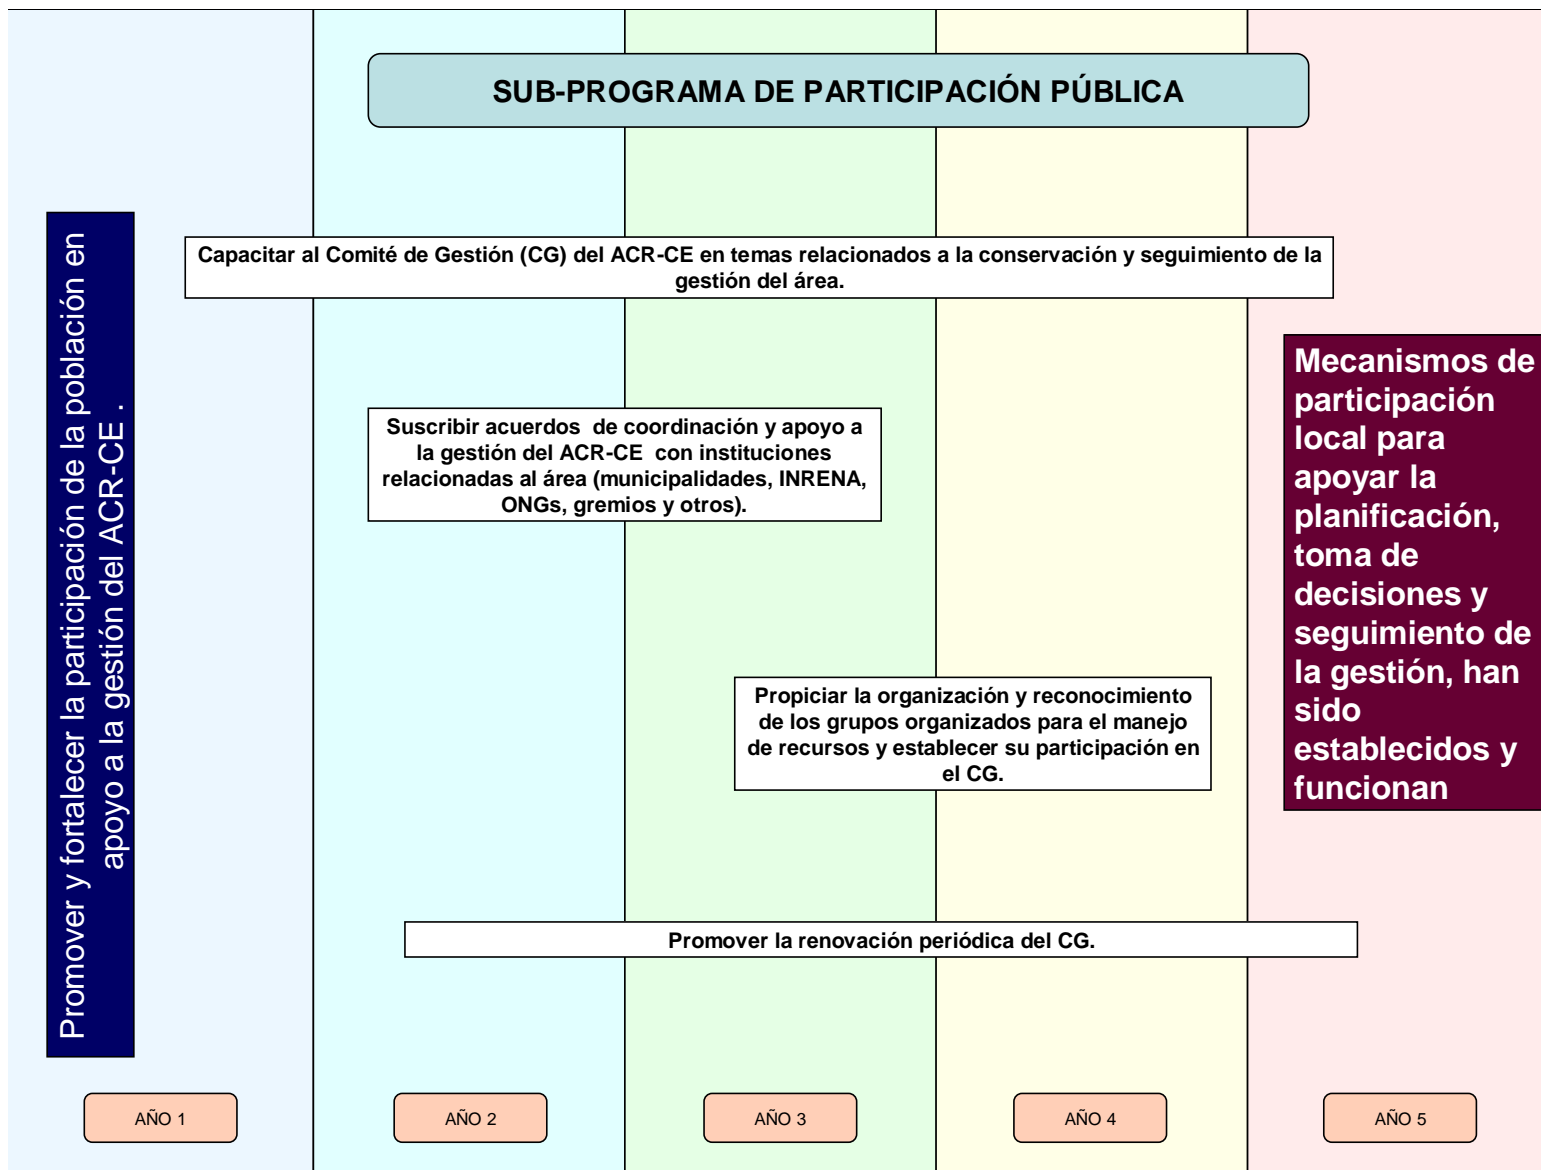 SUB-PROGRAMA DE PARTICIPACIÓN PÚBLICA
Promover y fortalecer la participación de la población en
apoyo a la gestión del ACR-CE .
Capacitar al Comité de Gestión (CG) del ACR-CE en temas relacionados a la conservación y seguimiento de la
gestión del área.
Suscribir acuerdos  de coordinación y apoyo a
la gestión del ACR-CE  con instituciones
relacionadas al área (municipalidades, INRENA,
ONGs, gremios y otros).
Propiciar la organización y reconocimiento
de los grupos organizados para el manejo
de recursos y establecer su participación en
el CG.
Promover la renovación periódica del CG.
Mecanismos de
participación
local para
apoyar la
planificación,
toma de
decisiones y
seguimiento de
la gestión, han
sido
establecidos y
funcionan
AÑO 1
AÑO 2
AÑO 3
AÑO 4
AÑO 5